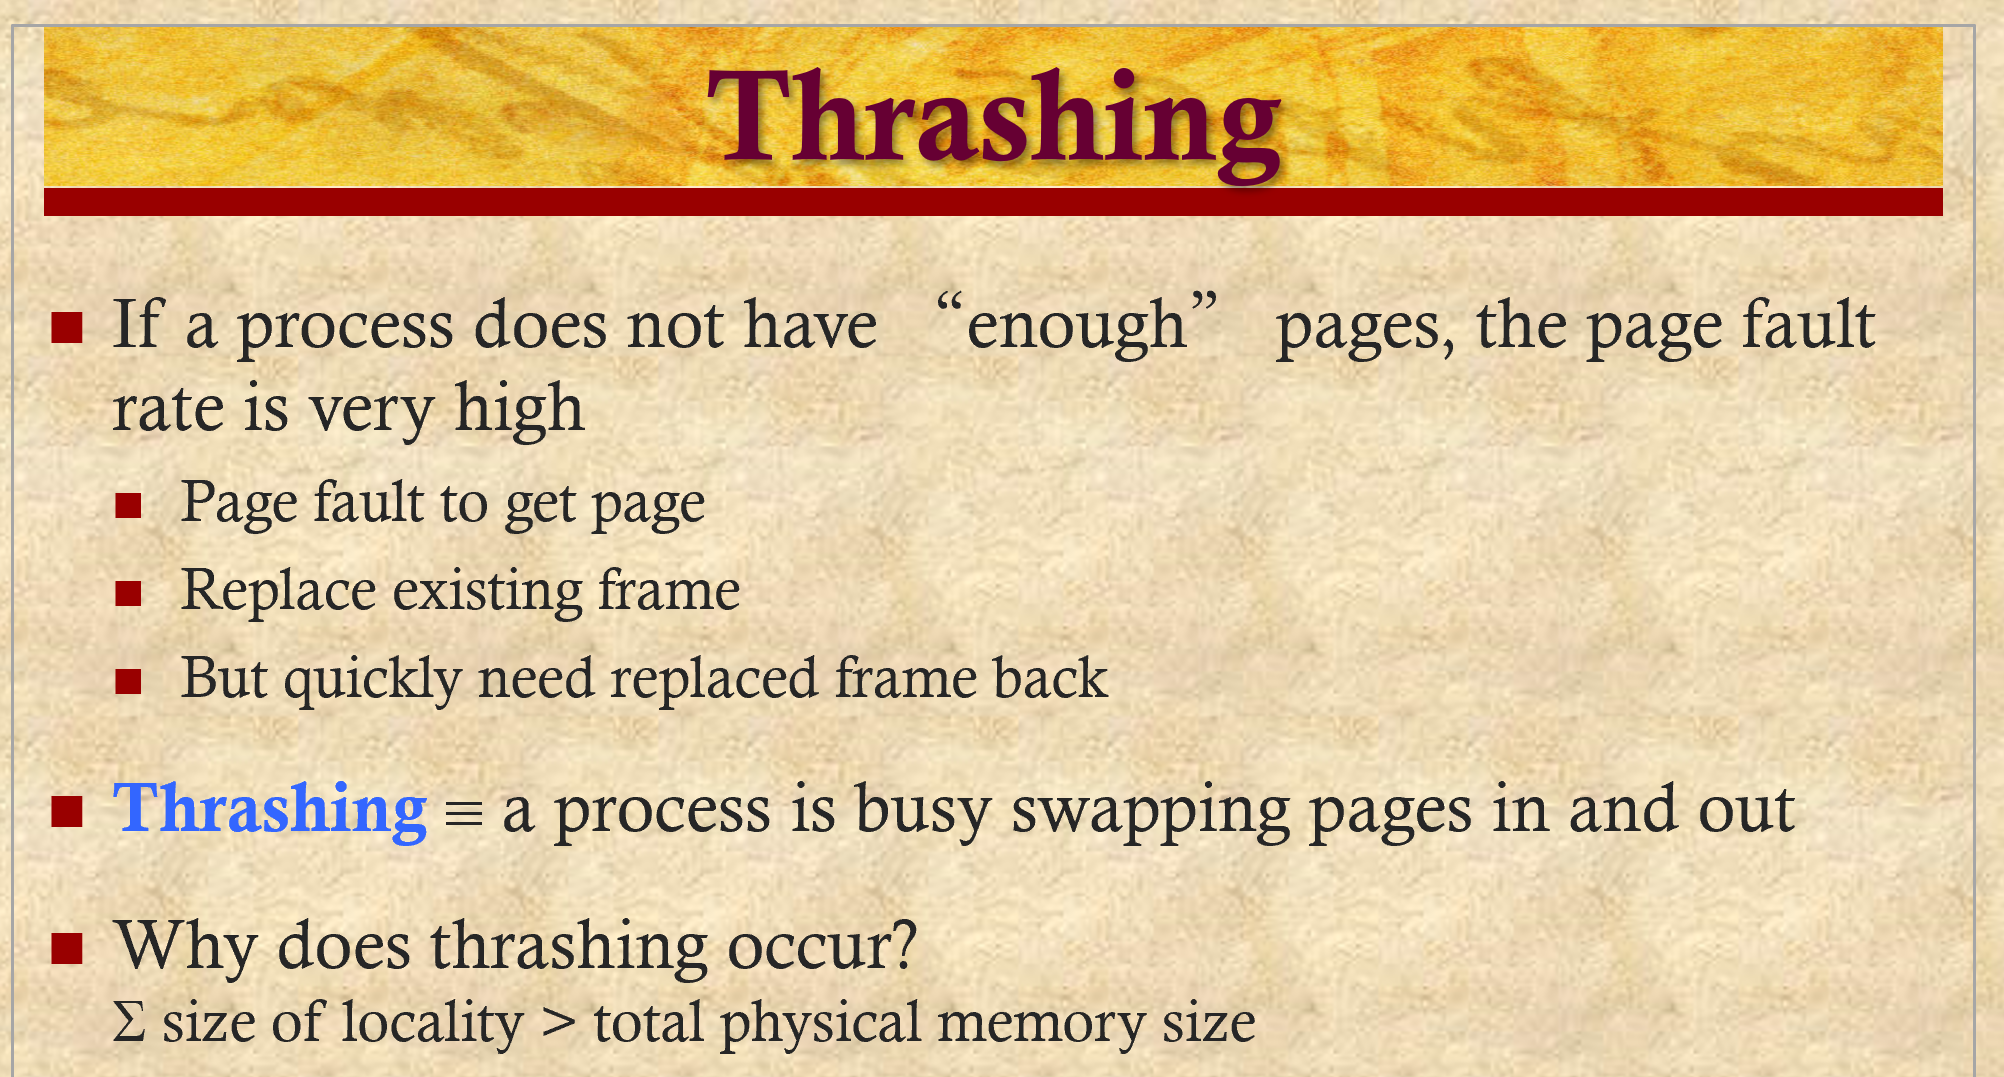 Thrashing
If a process does not have “enough” pages, the page fault
rate is very high
Page fault to get page
Replace existing frame
But quickly need replaced frame back
Thrashing ≡ a process is busy swapping pages in and out
Why does thrashing occur?
Σ size of locality > total physical memory size